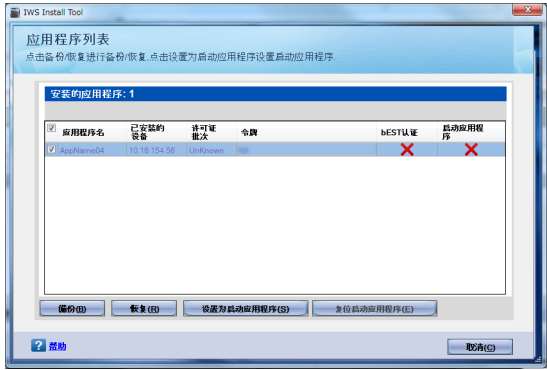 IWS Install Tool
应用程序列表
点击备份/恢复进行备份/恢复.点击设置为启动应用程序设置启动应用程序.
安装的应用程序: 1
应用程序名 已安装的设备 许可证批次 令牌 bEST认证 启动应用程序
AppName04 10.16.154.56 UnKnown
备份(B) 恢复(R) 设置为启动应用程序(S) 复位启动应用程序(E)
帮助 取消(C)